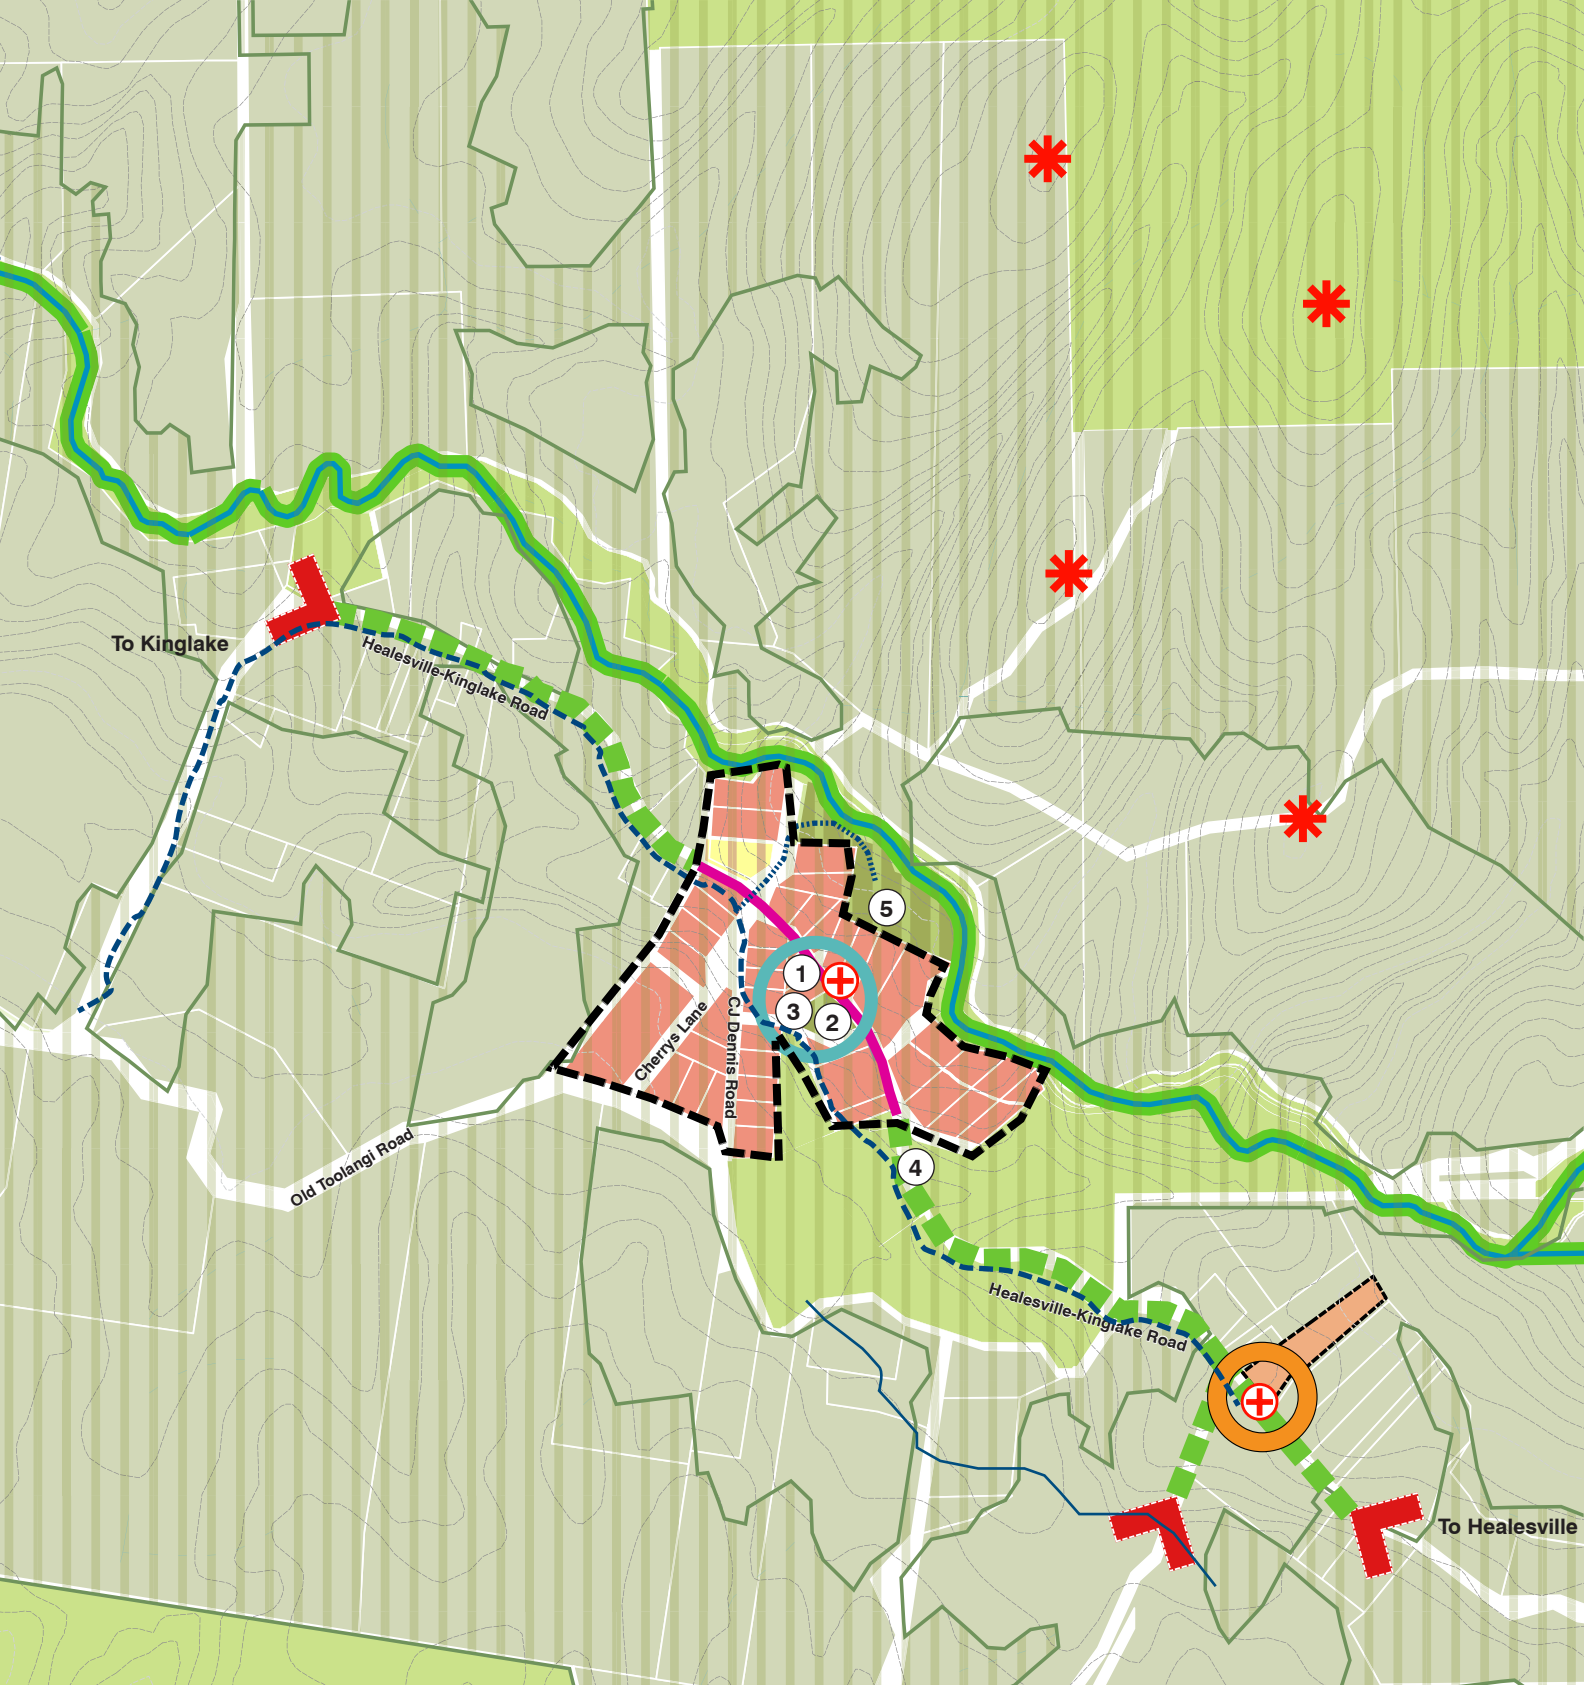 To Kinglake
Healesville-Kinglake Road
5
1
3
2
Cherrys Lane
CJ Dennis Road
Old Toolangi Road
4
Healesville-Kinglake Road
To Healesville